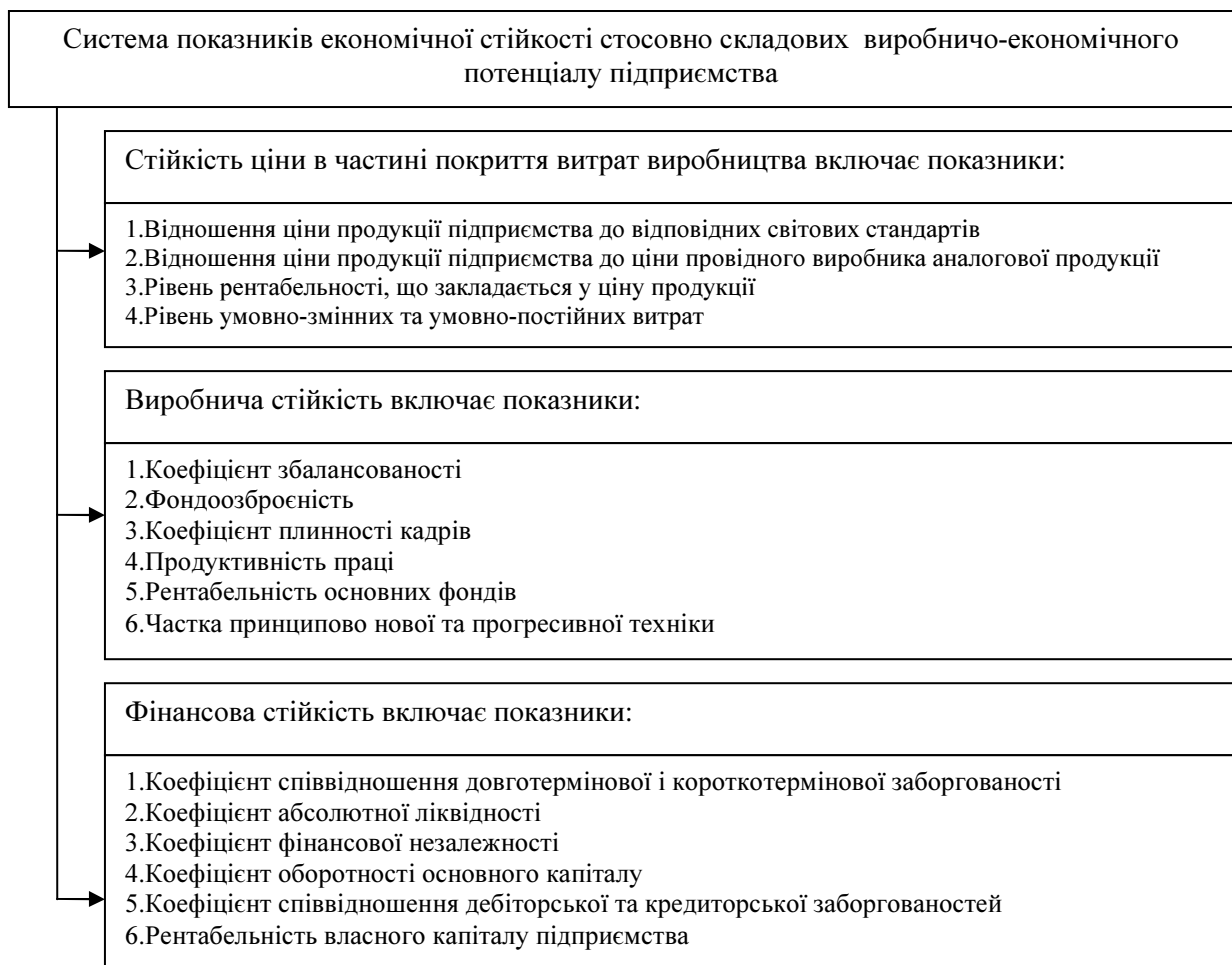 Система показників економічної стійкості стосовно складових виробничо-економічного
потенціалу підприємства
Стійкість ціни в частині покриття витрат виробництва включає показники:
1.Відношення ціни продукції підприємства до відповідних світових стандартів
2.Відношення ціни продукції підприємства до ціни провідного виробника аналогової продукції
3.Рівень рентабельності, що закладається у ціну продукції
4.Рівень умовно-змінних та умовно-постійних витрат
Виробнича стійкість включає показники:
1.Коефіцієнт збалансованості
2.Фондоозброєність
3.Коефіцієнт плинності кадрів
4.Продуктивність праці
5.Рентабельність основних фондів
6.Частка принципово нової та прогресивної техніки
Фінансова стійкість включає показники:
1.Коефіцієнт співвідношення довготермінової і короткотермінової заборгованості
2.Коефіцієнт абсолютної ліквідності
3.Коефіцієнт фінансової незалежності
4.Коефіцієнт оборотності основного капіталу
5.Коефіцієнт співвідношення дебіторської та кредиторської заборгованостей
6.Рентабельність власного капіталу підприємства